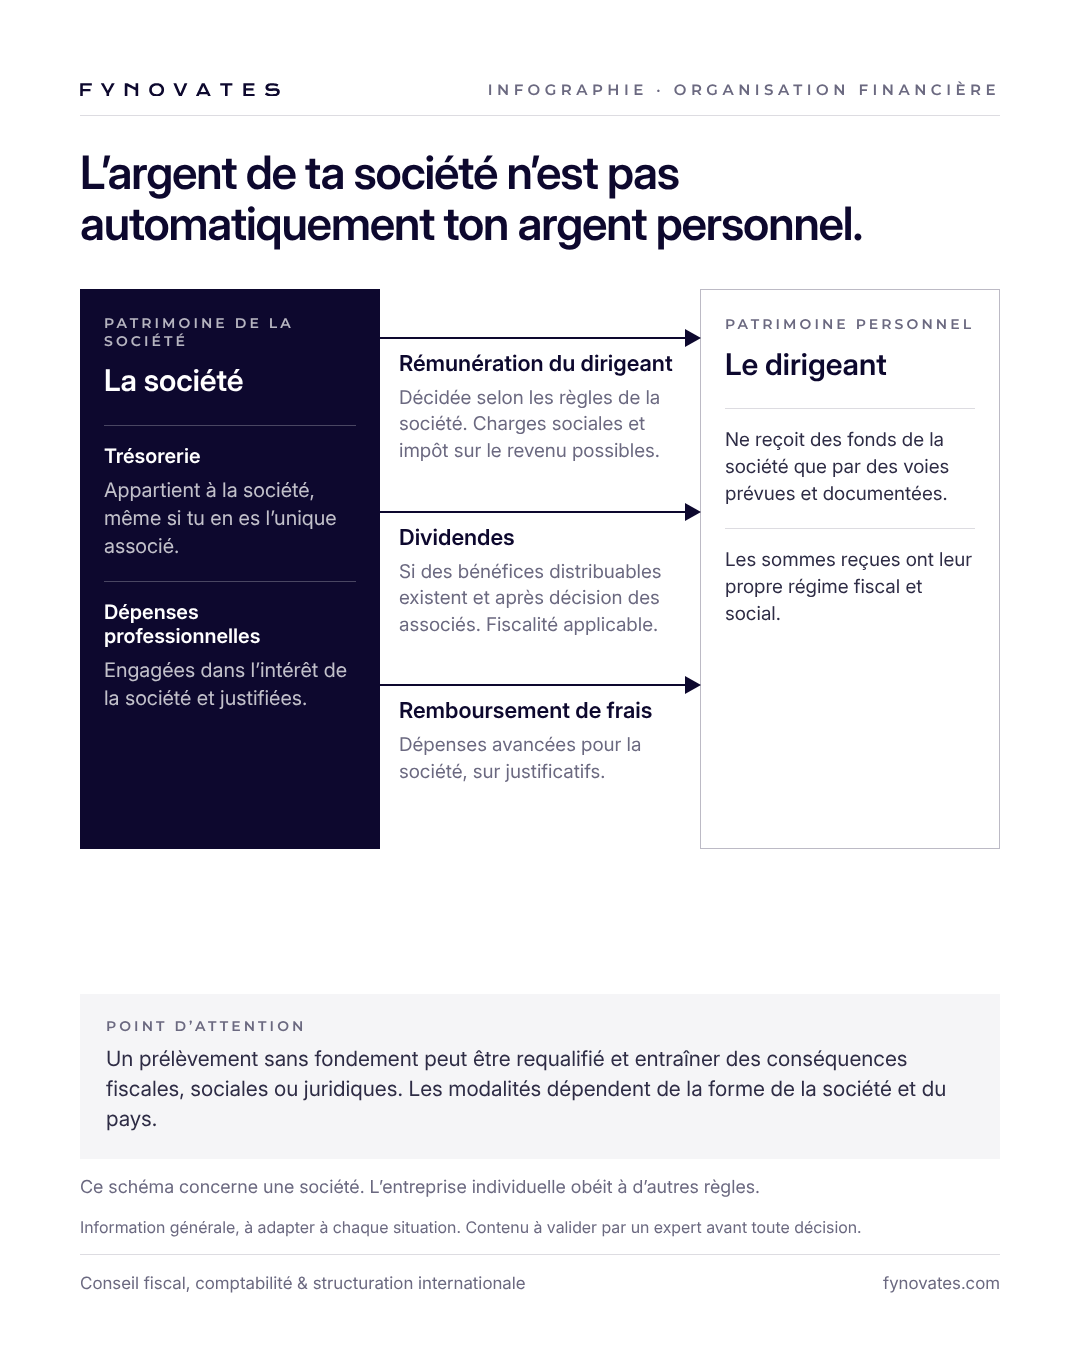 FYNOVATES
INFOGRAPHIE · ORGANISATION FINANCIÈRE
L’argent de ta société n’est pas
automatiquement ton argent personnel.
PATRIMOINE DE LA
SOCIÉTÉ
La société
Trésorerie
Appartient à la société,
même si tu en es l’unique
associé.
Dépenses
professionnelles
Engagées dans l’intérêt de
la société et justifiées.
Rémunération du dirigeant
Décidée selon les règles de la
société. Charges sociales et
impôt sur le revenu possibles.
Dividendes
Si des bénéfices distribuables
existent et après décision des
associés. Fiscalité applicable.
Remboursement de frais
Dépenses avancées pour la
société, sur justificatifs.
PATRIMOINE PERSONNEL
Le dirigeant
Ne reçoit des fonds de la
société que par des voies
prévues et documentées.
Les sommes reçues ont leur
propre régime fiscal et
social.
POINT D’ATTENTION
Un prélèvement sans fondement peut être requalifié et entraîner des conséquences
fiscales, sociales ou juridiques. Les modalités dépendent de la forme de la société et du
pays.
Ce schéma concerne une société. L’entreprise individuelle obéit à d’autres règles.
Information générale, à adapter à chaque situation. Contenu à valider par un expert avant toute décision.
Conseil fiscal, comptabilité & structuration internationale
fynovates.com